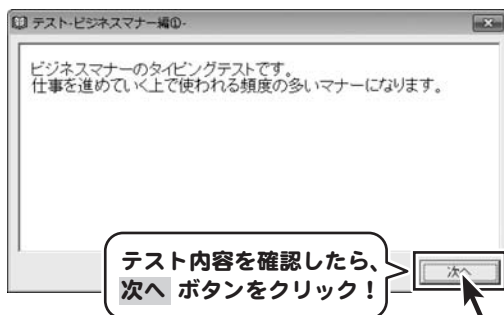 テスト-ビジネスマナー編①-
ビジネスマナーのタイピングテストです。
仕事を進めていく上で使われる頻度の多いマナーになります。
テスト内容を確認したら、
次へ ボタンをクリック！
次へ